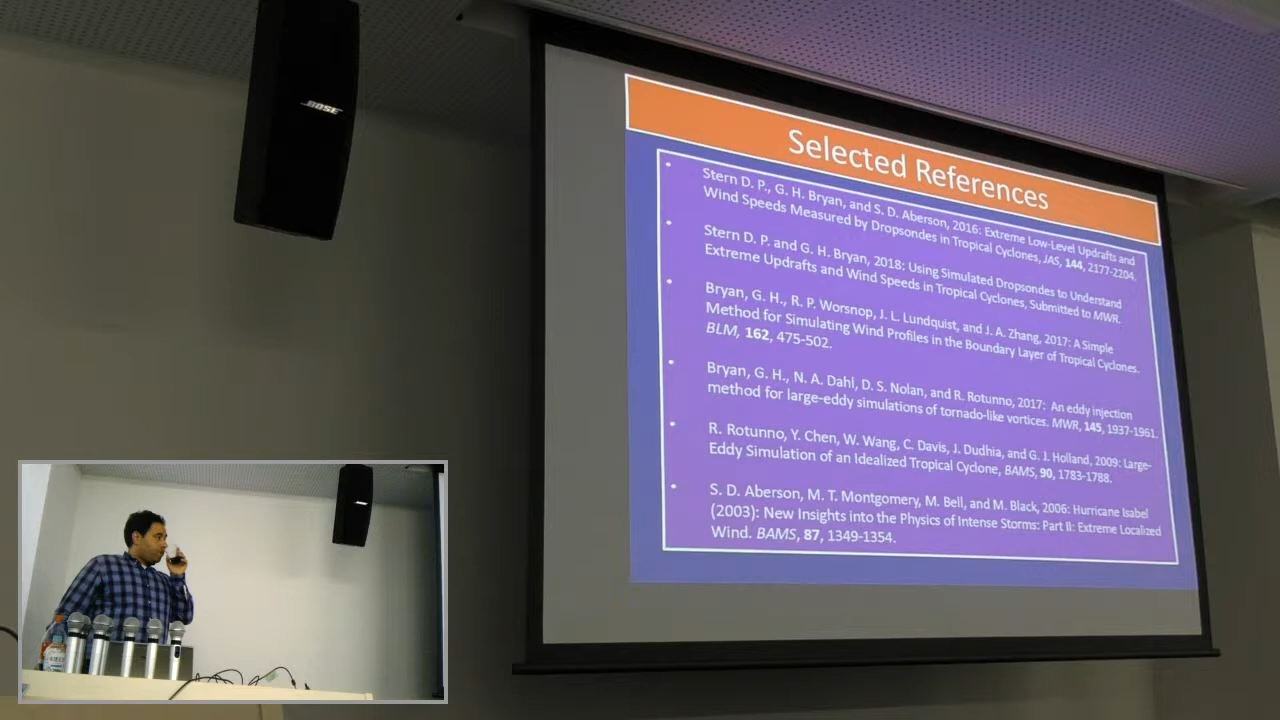 BOSE
Selected References
Stern D. P., G. H. Bryan, and S. D. Aberson, 2016: Extreme Low-Level Updrafts and
Wind Speeds Measured by Dropsondes in Tropical Cyclones, JAS, 144, 2177-2204.
Stern D. P. and G. H. Bryan, 2018: Using Simulated Dropsondes to Understand
Extreme Updrafts and Wind Speeds in Tropical Cyclones, Submitted to MWR.
Bryan, G. H., R. P. Worsnop, J. L. Lundquist, and J. A. Zhang, 2017: A Simple
Method for Simulating Wind Profiles in the Boundary Layer of Tropical Cyclones.
BLM, 162, 475-502.
Bryan, G. H., N. A. Dahl, D. S. Nolan, and R. Rotunno, 2017: An eddy injection
method for large-eddy simulations of tornado-like vortices. MWR, 145, 1937-1961.
R. Rotunno, Y. Chen, W. Wang, C. Davis, J. Dudhia, and G. J. Holland, 2009: Large-
Eddy Simulation of an Idealized Tropical Cyclone, BAMS, 90, 1783-1788.
S. D. Aberson, M. T. Montgomery, M. Bell, and M. Black, 2006: Hurricane Isabel
(2003): New Insights into the Physics of Intense Storms: Part II: Extreme Localized
Wind. BAMS, 87, 1349-1354.